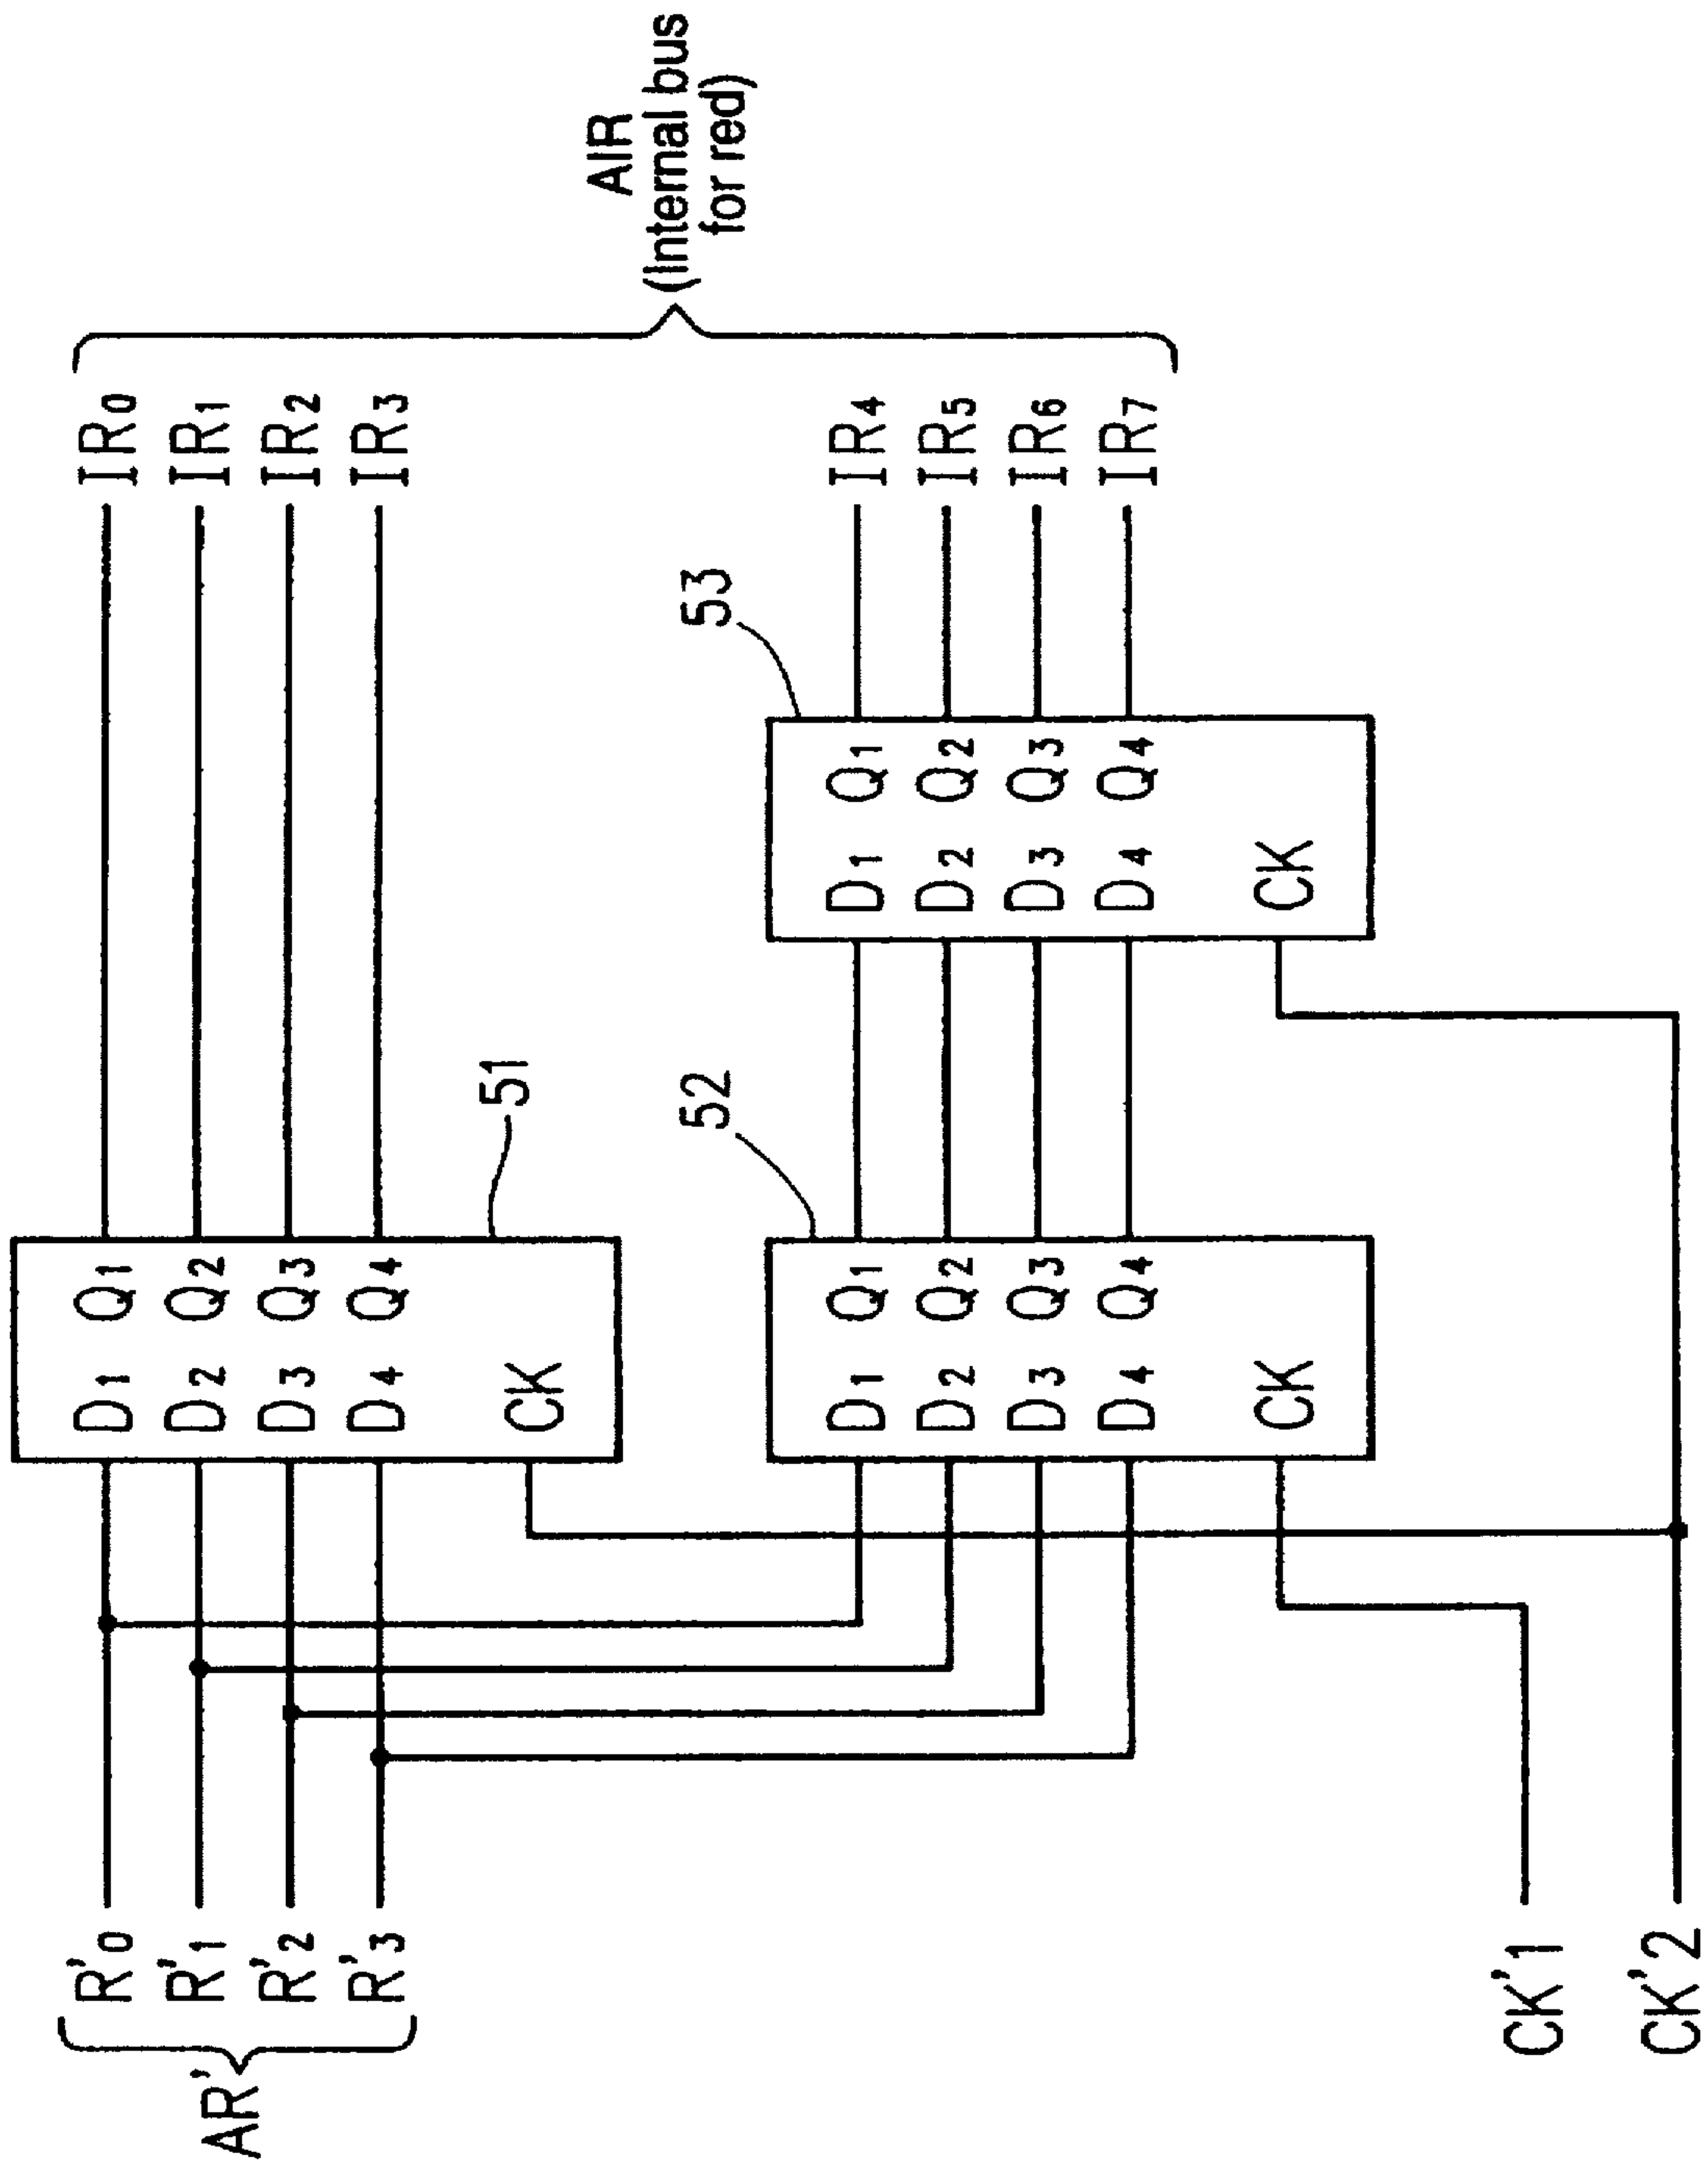 AR'
R'0
R'1
R'2
R'3
CK'1
CK'2
51
D1 Q1
D2 Q2
D3 Q3
D4 Q4
CK
52
D1 Q1
D2 Q2
D3 Q3
D4 Q4
CK
53
D1 Q1
D2 Q2
D3 Q3
D4 Q4
CK
IR0
IR1
IR2
IR3
IR4
IR5
IR6
IR7
AIR
(Internal bus
for red)